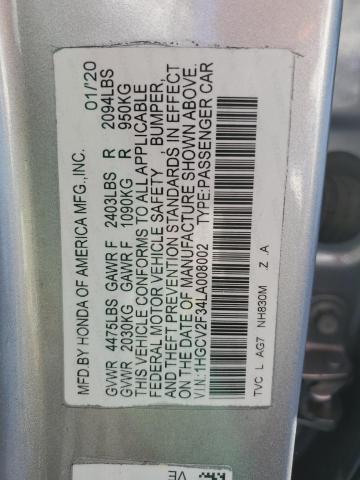 MFD.BY HONDA OF AMERICA MFG.,INC. 01/'20
GVWR 4475LBS GAWR F 2403LBS R 2094LBS
GVWR 2030KG GAWR F 1090KG R 950KG
THIS VEHICLE CONFORMS TO ALL APPLICABLE
FEDERAL MOTOR VEHICLE SAFETY , BUMPER,
AND THEFT PREVENTION STANDARDS IN EFFECT
ON THE DATE OF MANUFACTURE SHOWN ABOVE.
V.I.N.:1HGCV2F34LA008002 TYPE:PASSENGER CAR
TVC L AG7 NH830M Z .A
VE